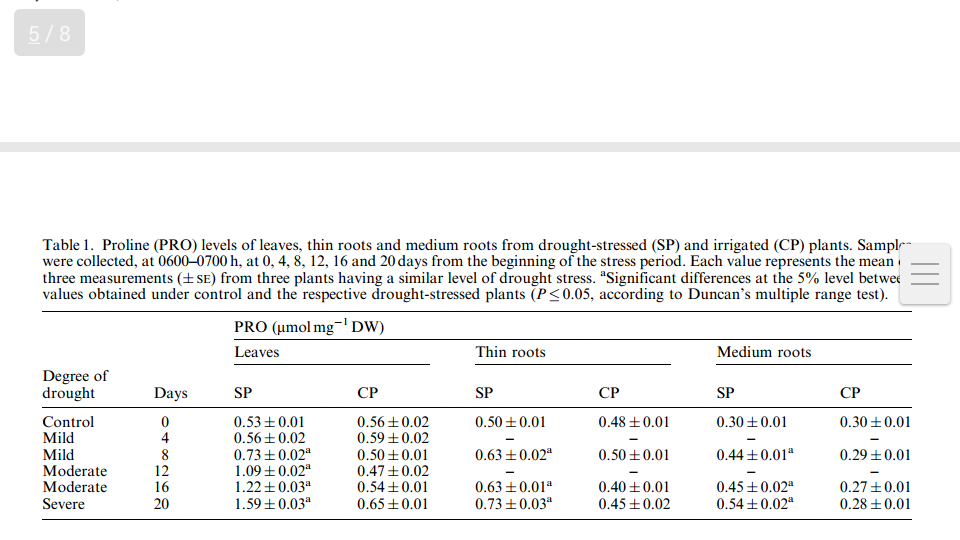 5 / 8
Table 1. Proline (PRO) levels of leaves, thin roots and medium roots from drought-stressed (SP) and irrigated (CP) plants.
were collected, at 0600–0700 h, at 0, 4, 8, 12, 16 and 20 days from the beginning of the stress period. Each value represents the mean
three measurements (±SE) from three plants having a similar level of drought stress. ᵃSignificant differences at the 5% level
values obtained under control and the respective drought-stressed plants (P ≤ 0.05, according to Duncan's multiple range test).
PRO (μmol mg⁻¹ DW)
Leaves Thin roots Medium roots
Degree of
drought Days SP CP SP CP SP CP
Control 0 0.53 ± 0.01 0.56 ± 0.02 0.50 ± 0.01 0.48 ± 0.01 0.30 ± 0.01 0.30 ± 0.01
Mild 4 0.56 ± 0.02 0.59 ± 0.02 – – – –
Mild 8 0.73 ± 0.02ᵃ 0.50 ± 0.01 0.63 ± 0.02ᵃ 0.50 ± 0.01 0.44 ± 0.01ᵃ 0.29 ± 0.01
Moderate 12 1.09 ± 0.02ᵃ 0.47 ± 0.02 – – – –
Moderate 16 1.22 ± 0.03ᵃ 0.54 ± 0.01 0.63 ± 0.01ᵃ 0.40 ± 0.01 0.45 ± 0.02ᵃ 0.27 ± 0.01
Severe 20 1.59 ± 0.03ᵃ 0.65 ± 0.01 0.73 ± 0.03ᵃ 0.45 ± 0.02 0.54 ± 0.02ᵃ 0.28 ± 0.01